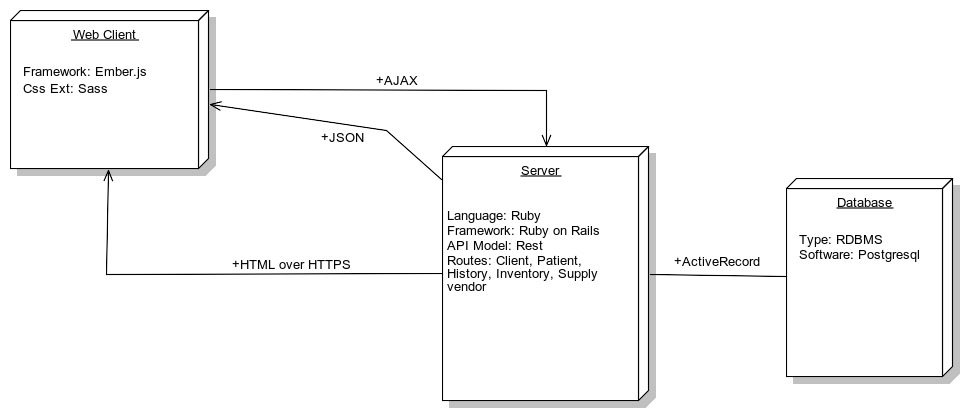 Web Client
Framework: Ember.js
Css Ext: Sass
+AJAX
+JSON
+HTML over HTTPS
Server
Language: Ruby
Framework: Ruby on Rails
API Model: Rest
Routes: Client, Patient,
History, Inventory, Supply
vendor
+ActiveRecord
Database
Type: RDBMS
Software: Postgresql